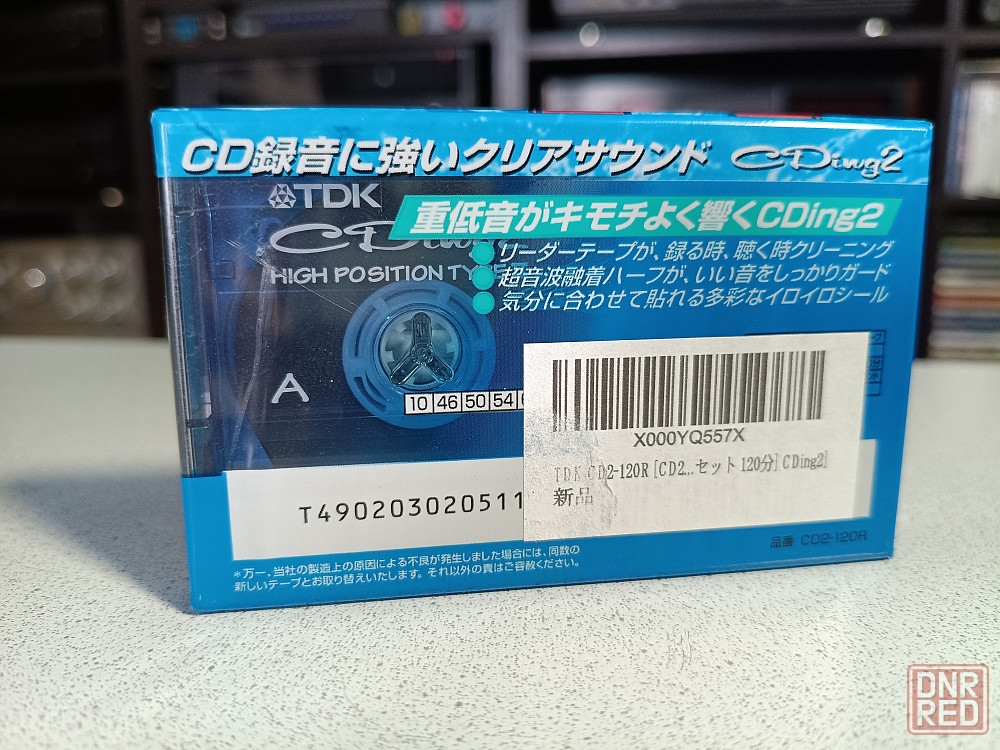 CD録音に強いクリアサウンド CDing2
TDK
重低音がキモチよく響くCDing2
リーダーテープが、録る時、聴く時クリーニング
HIGH POSITION
超音波融着ハーフが、いい音をしっかりガード
気分に合わせて貼れる多彩なイロイロシール
A
10 46 50 54
X000YQ557X
TDK CD2-120R [CD2...セット 120分] CDing2]
新品
T490203020511
品番 CD2-120R
*万一、当社の製造上の原因による不良が発生しました場合には、同数の
新しいテープとお取り替えいたします。それ以外の責はご容赦ください。
DNR
RED